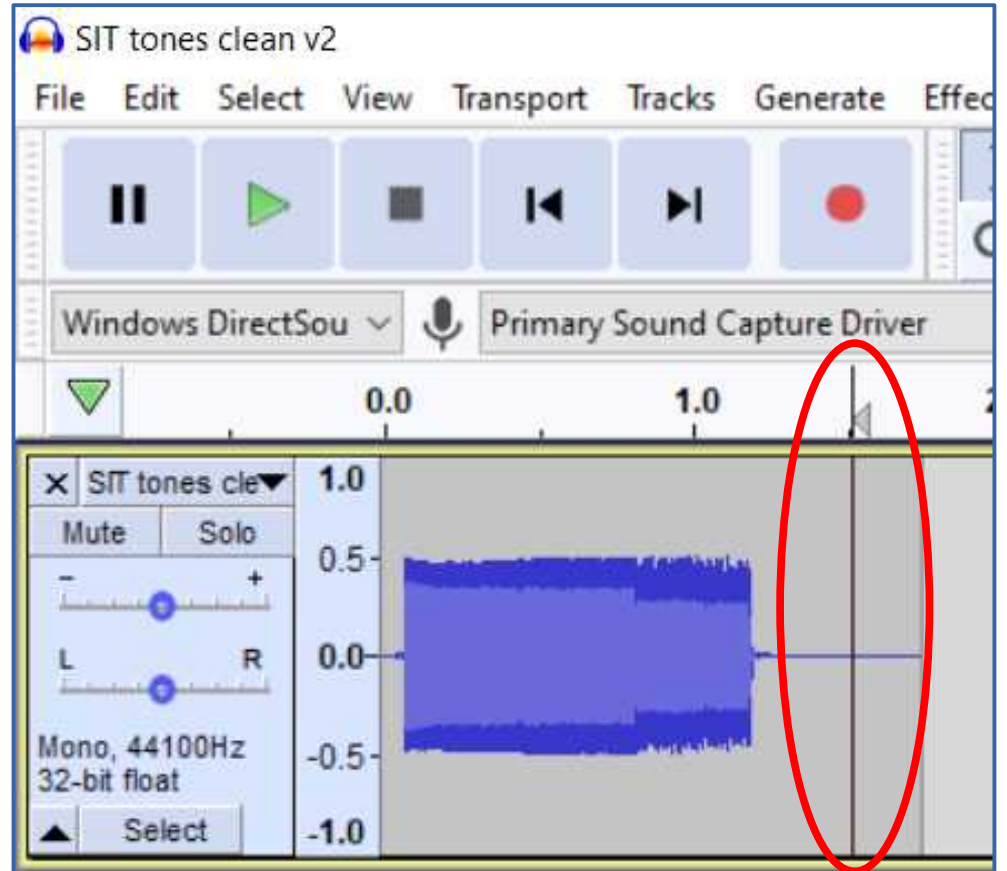 SIT tones clean v2
File Edit Select View Transport Tracks Generate Effec
Windows DirectSou Primary Sound Capture Driver
0.0 1.0
X SIT tones cle
Mute Solo
- +
L R
Mono, 44100Hz
32-bit float
Select
1.0
0.5
0.0
-0.5
-1.0